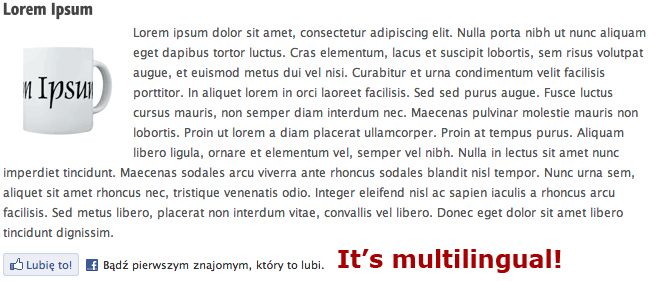 Lorem Ipsum
Lorem ipsum dolor sit amet, consectetur adipiscing elit. Nulla porta nibh ut nunc aliquam
eget dapibus tortor luctus. Cras elementum, lacus et suscipit lobortis, sem risus volutpat
augue, et euismod metus dui vel nisi. Curabitur et urna condimentum velit facilisis
porttitor. In aliquet lorem in orci laoreet facilisis. Sed sed purus augue. Fusce luctus
cursus mauris, non semper diam interdum nec. Maecenas pulvinar molestie mauris non
lobortis. Proin ut lorem a diam placerat ullamcorper. Proin at tempus purus. Aliquam
libero ligula, ornare et elementum vel, semper vel nibh. Nulla in lectus sit amet nunc
imperdiet tincidunt. Maecenas sodales arcu viverra ante rhoncus sodales blandit nisl tempor. Nunc urna sem,
aliquet sit amet rhoncus nec, tristique venenatis odio. Integer eleifend nisl ac sapien iaculis a rhoncus arcu
facilisis. Sed metus libero, placerat non interdum vitae, convallis vel libero. Donec eget dolor sit amet libero
tincidunt dignissim.
m Ipsum
Lubię to! Bądź pierwszym znajomym, który to lubi. It's multilingual!